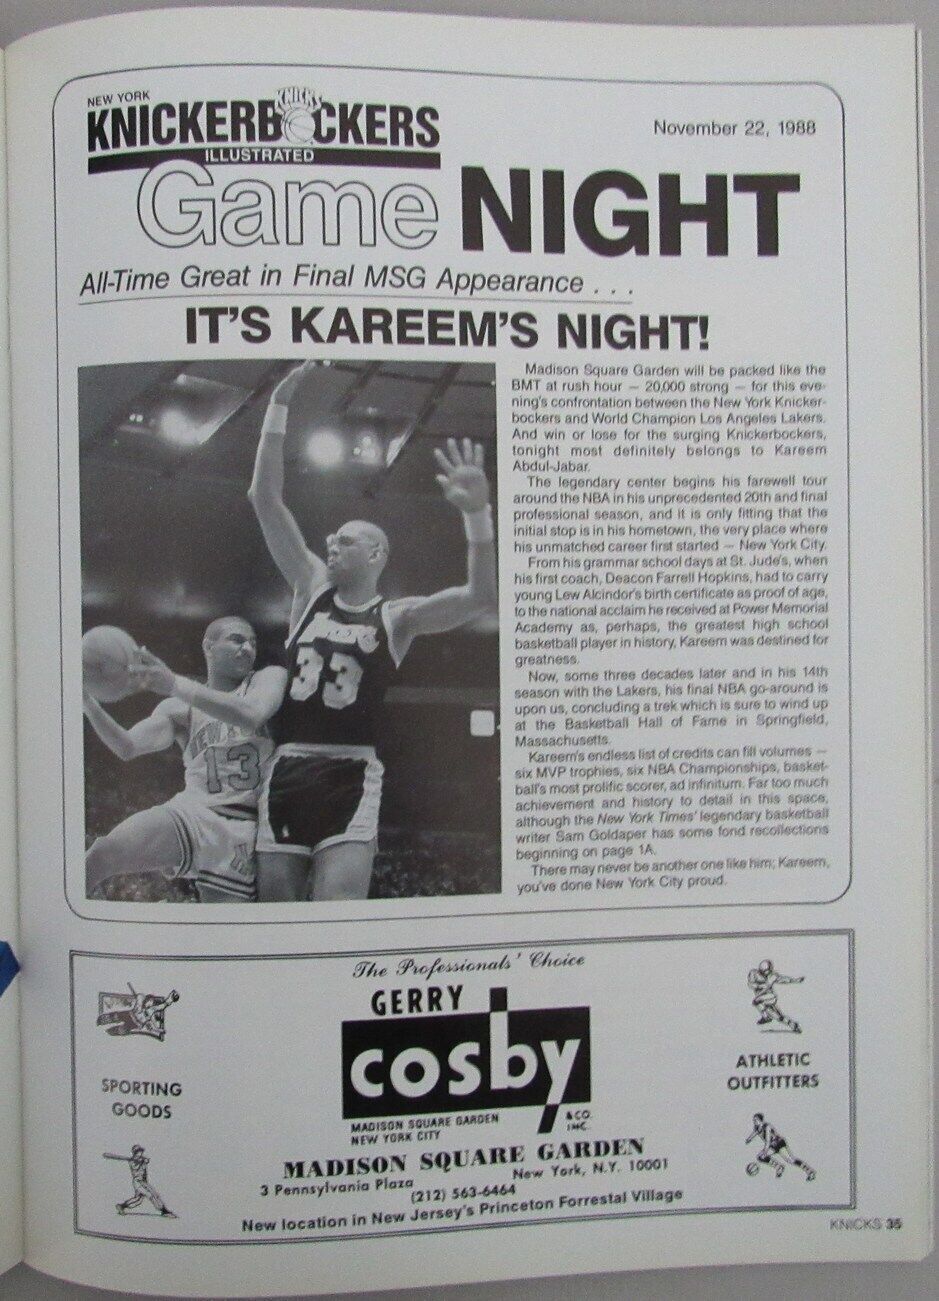 NEW YORK
KNICKERBOCKERS
KNICKS
ILLUSTRATED
November 22, 1988
Game NIGHT
All-Time Great in Final MSG Appearance . . .
IT'S KAREEM'S NIGHT!
Madison Square Garden will be packed like the
BMT at rush hour — 20,000 strong — for this eve-
ning's confrontation between the New York Knicker-
bockers and World Champion Los Angeles Lakers.
And win or lose for the surging Knickerbockers,
tonight most definitely belongs to Kareem
Abdul-Jabar.
The legendary center begins his farewell tour
around the NBA in his unprecedented 20th and final
professional season, and it is only fitting that the
initial stop is in his hometown, the very place where
his unmatched career first started — New York City.
From his grammar school days at St. Jude's, when
his first coach, Deacon Farrell Hopkins, had to carry
young Lew Alcindor's birth certificate as proof of age,
to the national acclaim he received at Power Memorial
Academy as, perhaps, the greatest high school
basketball player in history, Kareem was destined for
greatness.
Now, some three decades later and in his 14th
season with the Lakers, his final NBA go-around is
upon us, concluding a trek which is sure to wind up
at the Basketball Hall of Fame in Springfield,
Massachusetts.
Kareem's endless list of credits can fill volumes —
six MVP trophies, six NBA Championships, basket-
ball's most prolific scorer, ad infinitum. Far too much
achievement and history to detail in this space,
although the New York Times' legendary basketball
writer Sam Goldaper has some fond recollections
beginning on page 1A.
There may never be another one like him; Kareem,
you've done New York City proud.
33
NEW YORK
13
The Professionals' Choice
GERRY
cosby
& CO.
INC.
MADISON SQUARE GARDEN
NEW YORK CITY
SPORTING
GOODS
ATHLETIC
OUTFITTERS
MADISON SQUARE GARDEN
3 Pennsylvania Plaza
New York, N.Y. 10001
(212) 563-6464
New location in New Jersey's Princeton Forrestal Village
KNICKS 35